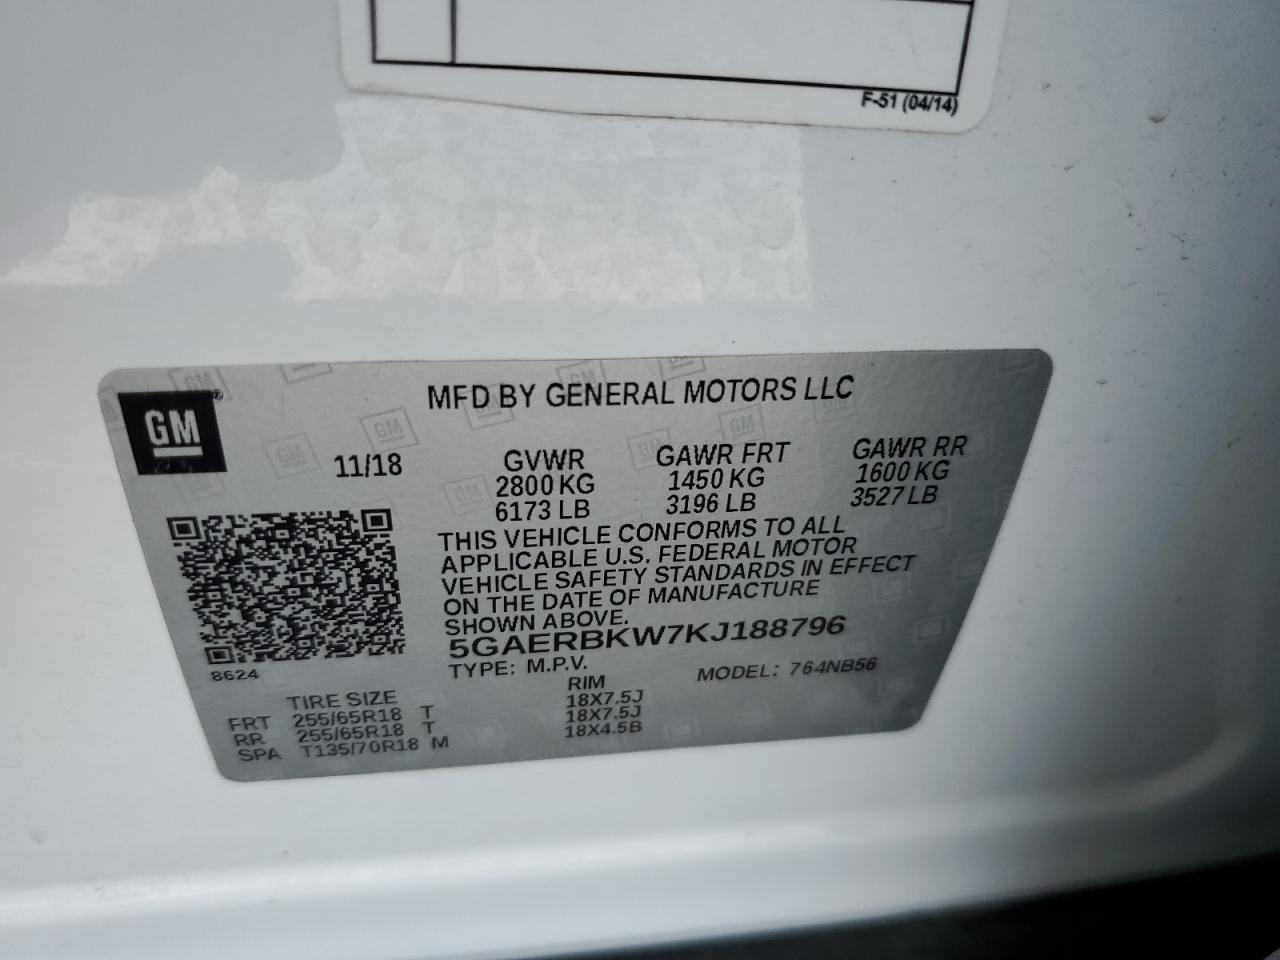 F-51 (04/14)
GM
MFD BY GENERAL MOTORS LLC
11/18
GVWR GAWR FRT GAWR RR
2800 KG 1450 KG 1600 KG
6173 LB 3196 LB 3527 LB
THIS VEHICLE CONFORMS TO ALL
APPLICABLE U.S. FEDERAL MOTOR
VEHICLE SAFETY STANDARDS IN EFFECT
ON THE DATE OF MANUFACTURE
SHOWN ABOVE.
5GAERBKW7KJ188796
TYPE: M.P.V. MODEL: 764NB56
8624
TIRE SIZE RIM
FRT 255/65R18 T 18X7.5J
RR 255/65R18 T 18X7.5J
SPA T135/70R18 M 18X4.5B